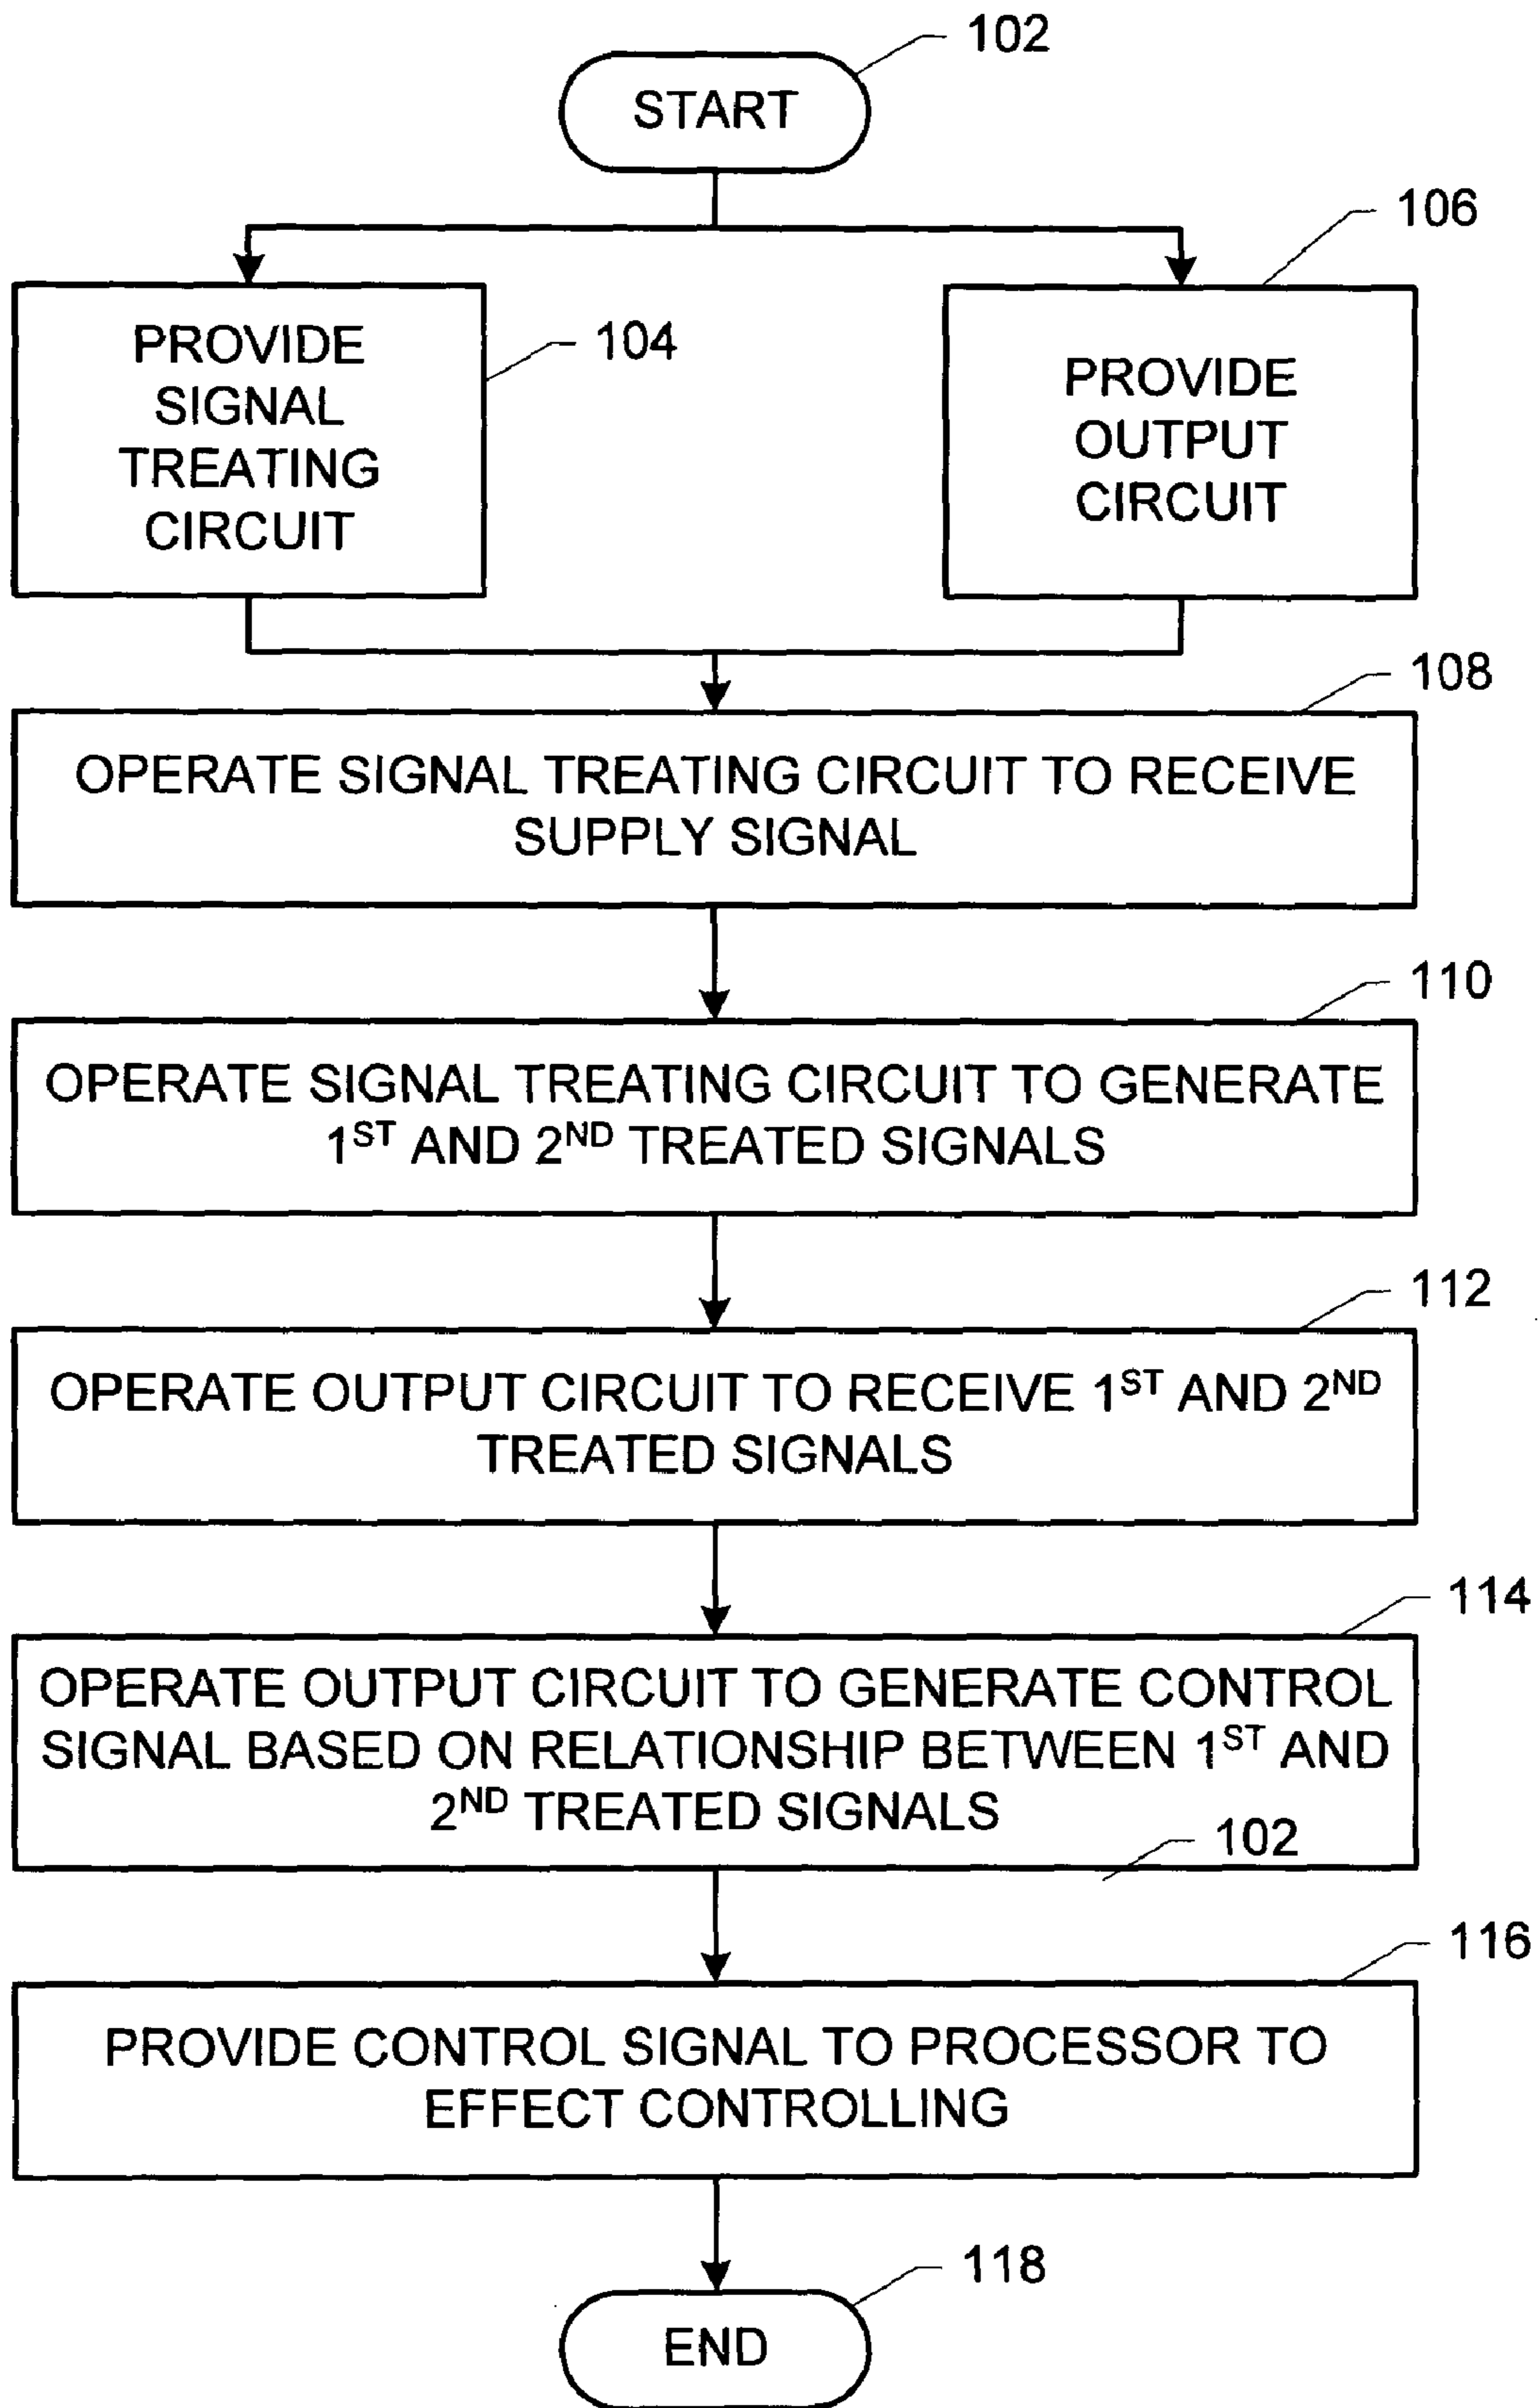 102
START
106
PROVIDE
SIGNAL
TREATING
CIRCUIT
104
PROVIDE
OUTPUT
CIRCUIT
108
OPERATE SIGNAL TREATING CIRCUIT TO RECEIVE
SUPPLY SIGNAL
110
OPERATE SIGNAL TREATING CIRCUIT TO GENERATE
1ST AND 2ND TREATED SIGNALS
112
OPERATE OUTPUT CIRCUIT TO RECEIVE 1ST AND 2ND
TREATED SIGNALS
114
OPERATE OUTPUT CIRCUIT TO GENERATE CONTROL
SIGNAL BASED ON RELATIONSHIP BETWEEN 1ST AND
2ND TREATED SIGNALS
102
116
PROVIDE CONTROL SIGNAL TO PROCESSOR TO
EFFECT CONTROLLING
118
END